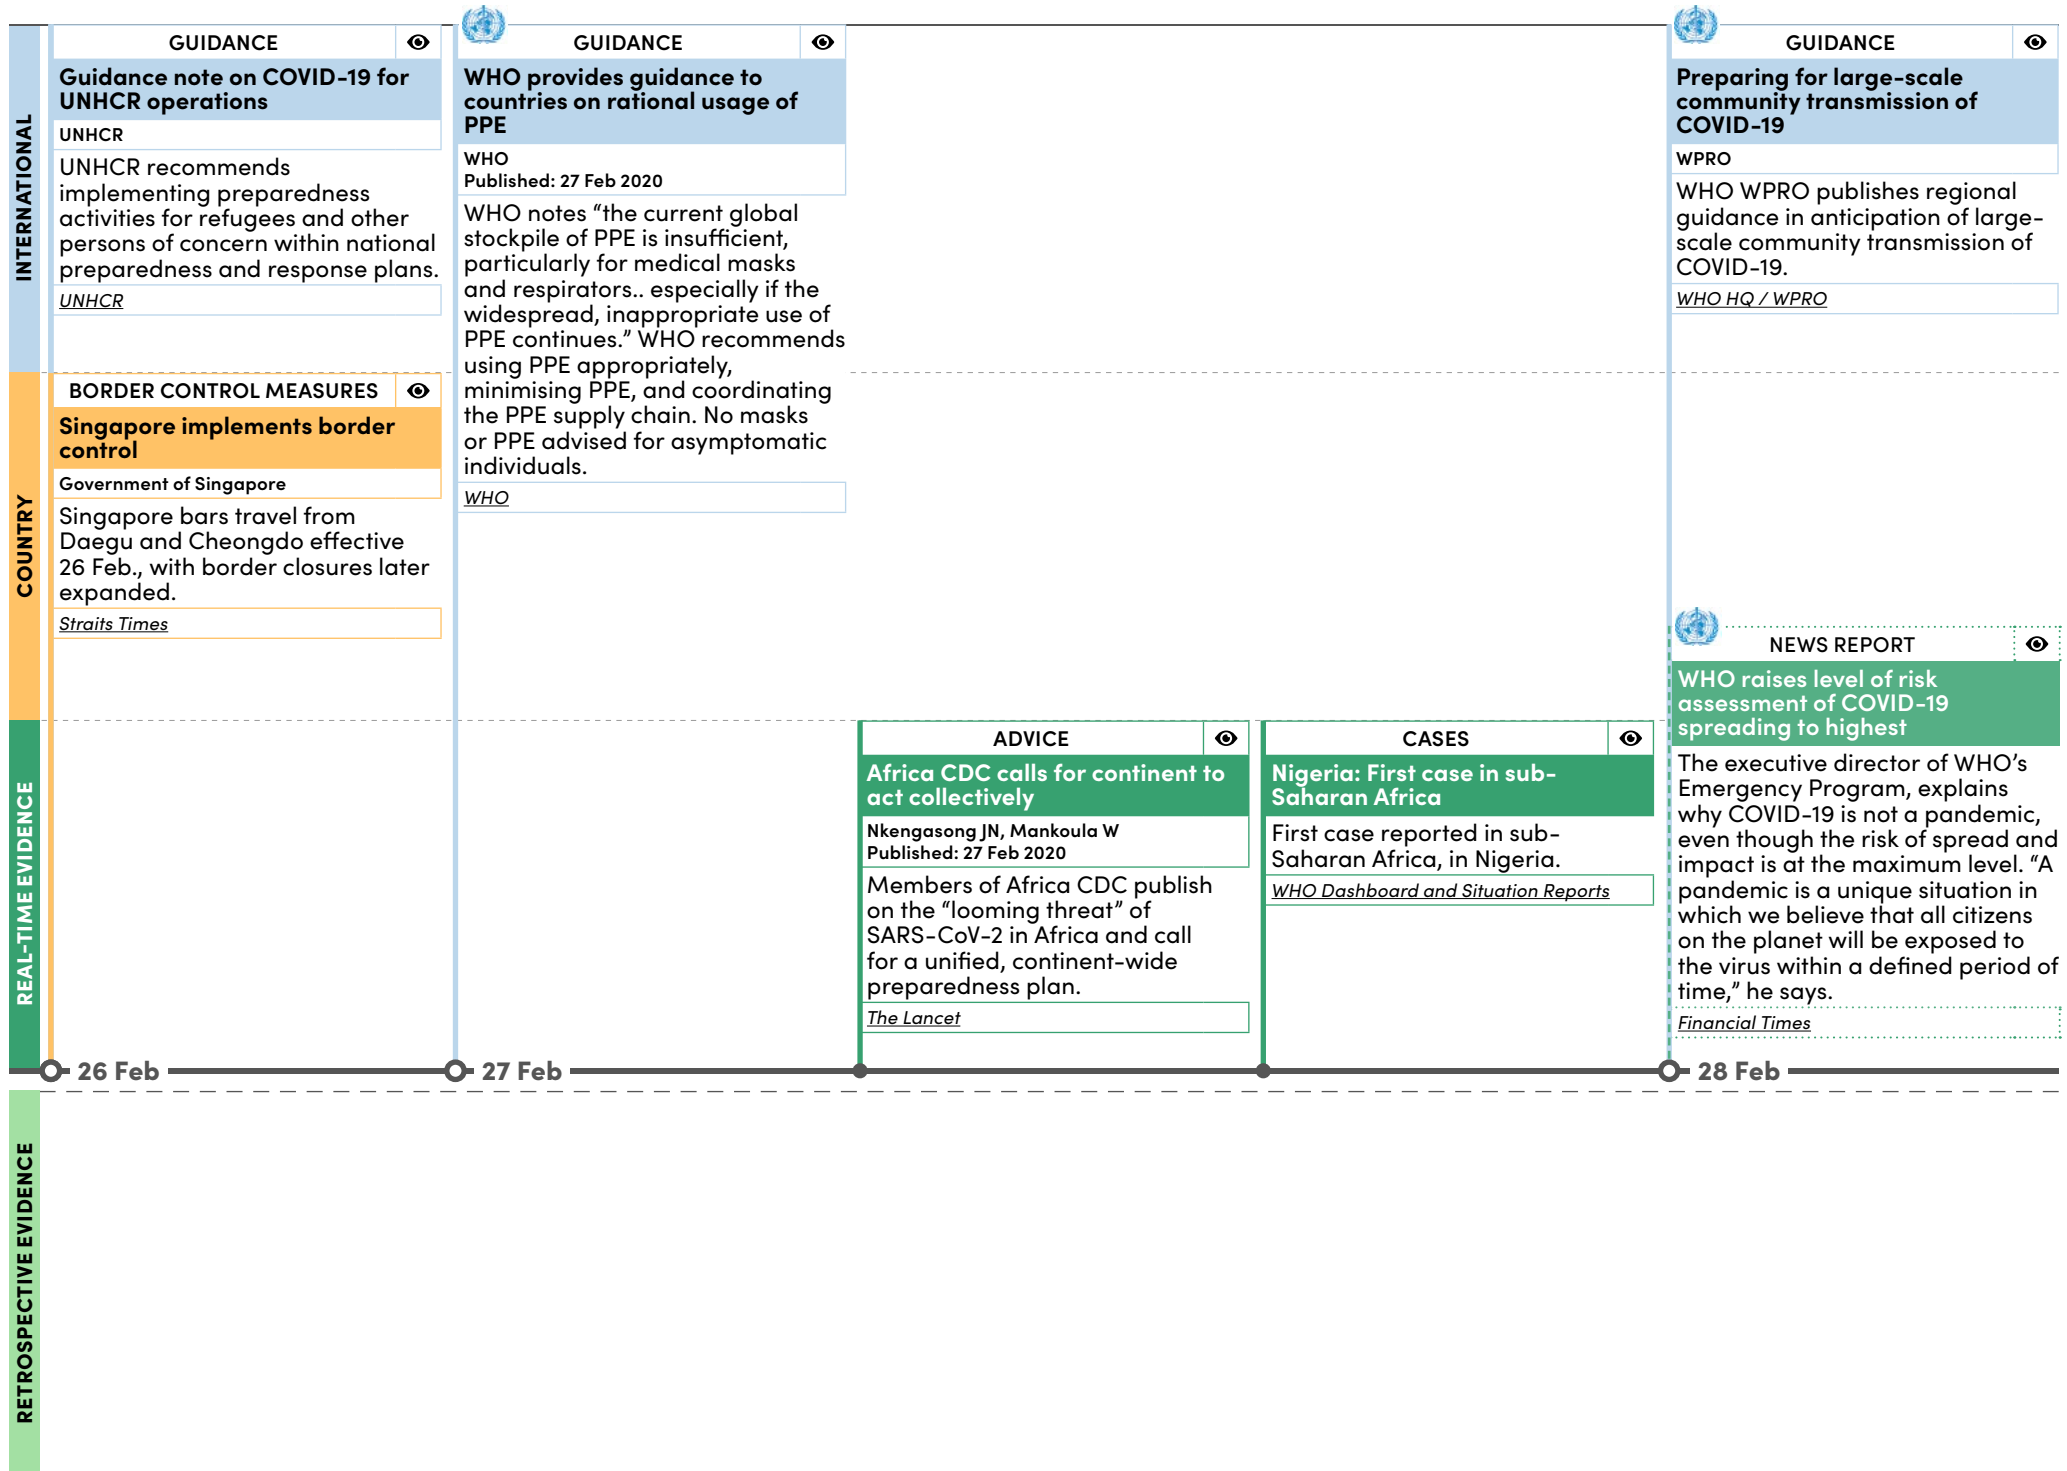 INTERNATIONAL
GUIDANCE
Guidance note on COVID-19 for
UNHCR operations
UNHCR
UNHCR recommends
implementing preparedness
activities for refugees and other
persons of concern within national
preparedness and response plans.
UNHCR
GUIDANCE
WHO provides guidance to
countries on rational usage of
PPE
WHO
Published: 27 Feb 2020
WHO notes “the current global
stockpile of PPE is insufficient,
particularly for medical masks
and respirators.. especially if the
widespread, inappropriate use of
PPE continues.” WHO recommends
using PPE appropriately,
minimising PPE, and coordinating
the PPE supply chain. No masks
or PPE advised for asymptomatic
individuals.
WHO
GUIDANCE
Preparing for large-scale
community transmission of
COVID-19
WPRO
WHO WPRO publishes regional
guidance in anticipation of large-
scale community transmission of
COVID-19.
WHO HQ / WPRO
COUNTRY
BORDER CONTROL MEASURES
Singapore implements border
control
Government of Singapore
Singapore bars travel from
Daegu and Cheongdo effective
26 Feb., with border closures later
expanded.
Straits Times
REAL-TIME EVIDENCE
ADVICE
Africa CDC calls for continent to
act collectively
Nkengasong JN, Mankoula W
Published: 27 Feb 2020
Members of Africa CDC publish
on the “looming threat” of
SARS-CoV-2 in Africa and call
for a unified, continent-wide
preparedness plan.
The Lancet
CASES
Nigeria: First case in sub-
Saharan Africa
First case reported in sub-
Saharan Africa, in Nigeria.
WHO Dashboard and Situation Reports
NEWS REPORT
WHO raises level of risk
assessment of COVID-19
spreading to highest
The executive director of WHO’s
Emergency Program, explains
why COVID-19 is not a pandemic,
even though the risk of spread and
impact is at the maximum level. “A
pandemic is a unique situation in
which we believe that all citizens
on the planet will be exposed to
the virus within a defined period of
time,” he says.
Financial Times
26 Feb
27 Feb
28 Feb
RETROSPECTIVE EVIDENCE